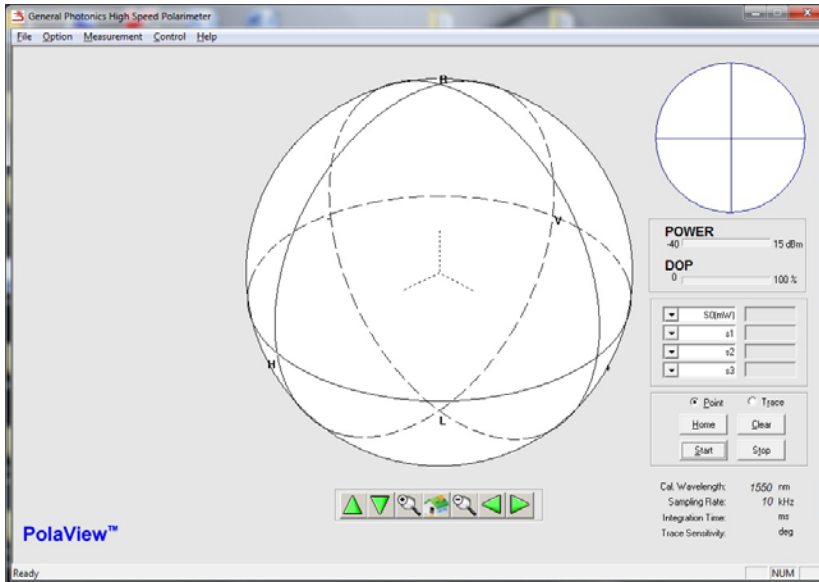 General Photonics High Speed Polarimeter
File Option Measurement Control Help
R
V
H
L
POWER
-40 15 dBm
DOP
0 100 %
S0(mW)
s1
s2
s3
Point Trace
Home Clear
Start Stop
Cal. Wavelength: 1550 nm
Sampling Rate: 10 kHz
Integration Time: ms
Trace Sensitivity: deg
PolaView™
Ready NUM